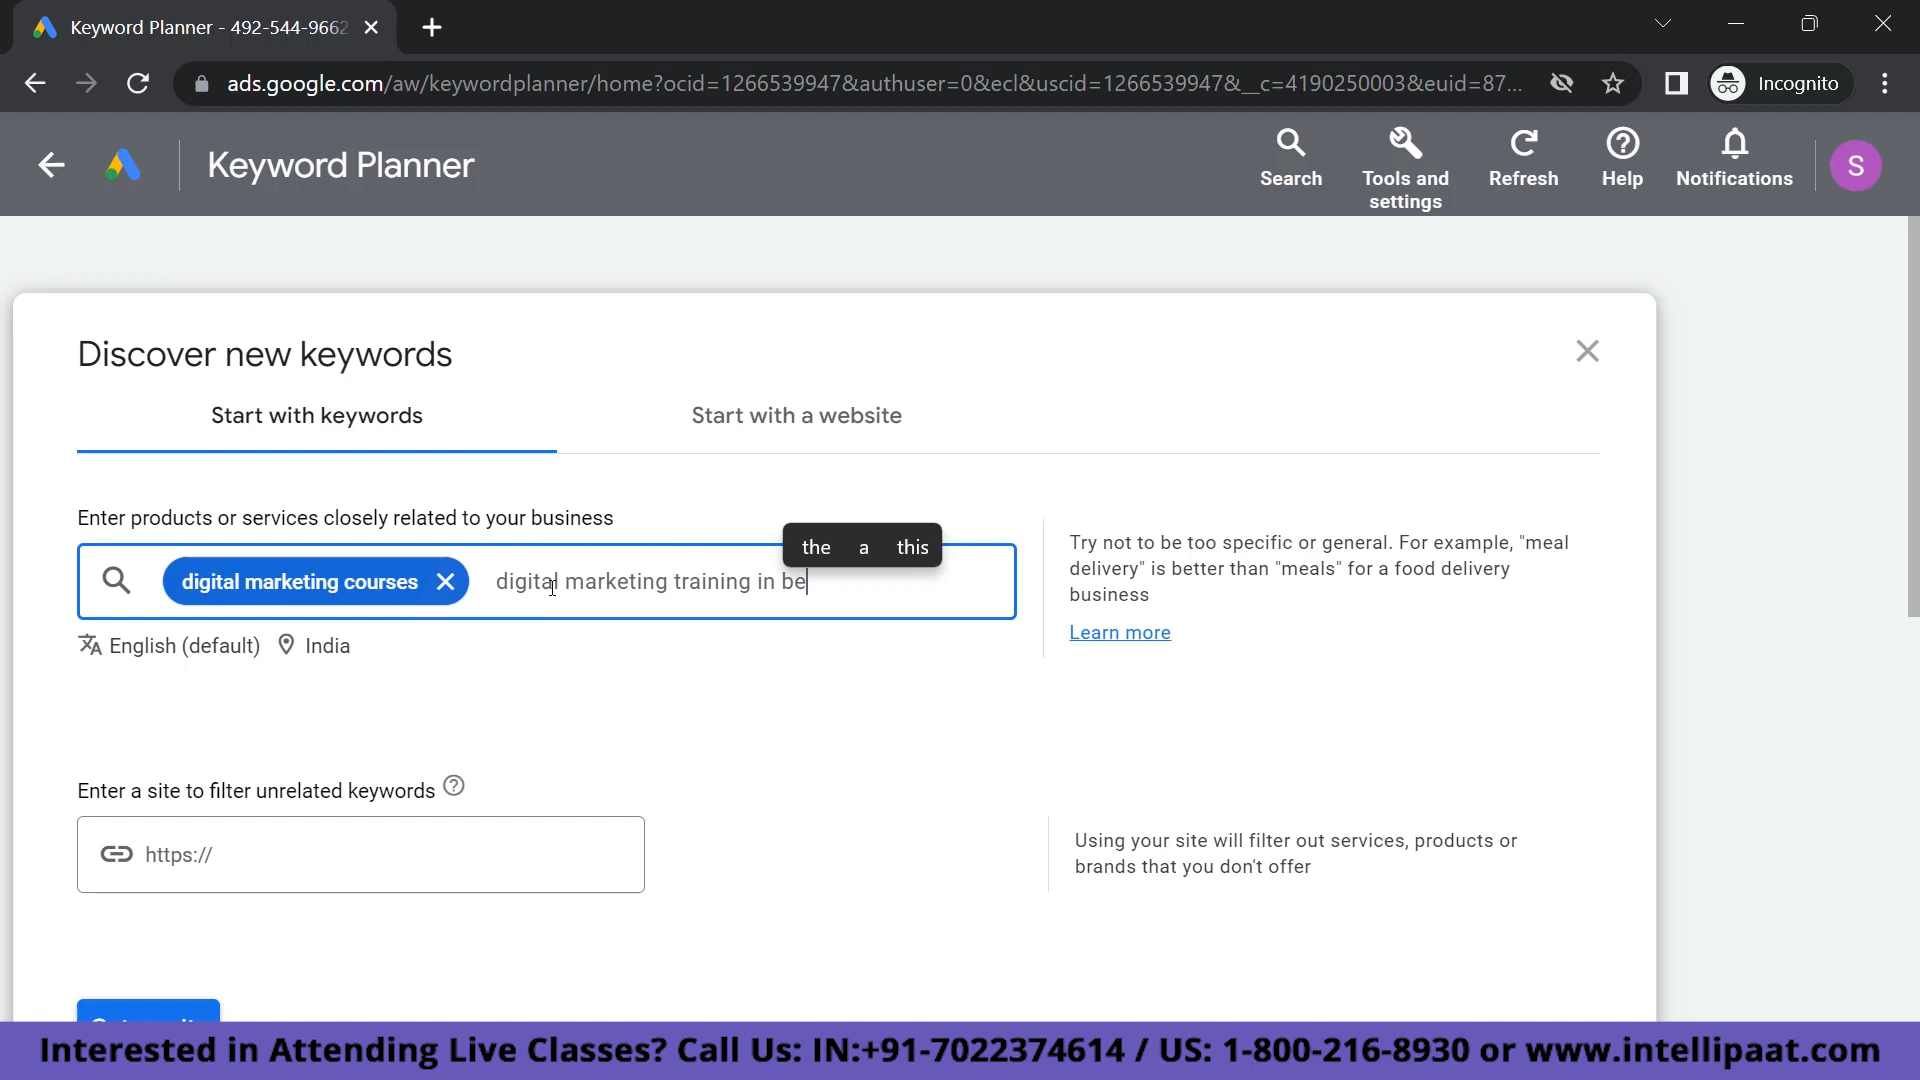 Keyword Planner - 492-544-9662
ads.google.com/aw/keywordplanner/home?ocid=1266539947&authuser=0&ecl&uscid=1266539947&__c=4190250003&euid=87...
Incognito
Keyword Planner
Search
Tools and
settings
Refresh
Help
Notifications
S
Discover new keywords
Start with keywords
Start with a website
Enter products or services closely related to your business
the a this
digital marketing courses
digital marketing training in be
English (default)
India
Try not to be too specific or general. For example, "meal
delivery" is better than "meals" for a food delivery
business
Learn more
Enter a site to filter unrelated keywords
https://
Using your site will filter out services, products or
brands that you don't offer
Interested in Attending Live Classes? Call Us: IN:+91-7022374614 / US: 1-800-216-8930 or www.intellipaat.com